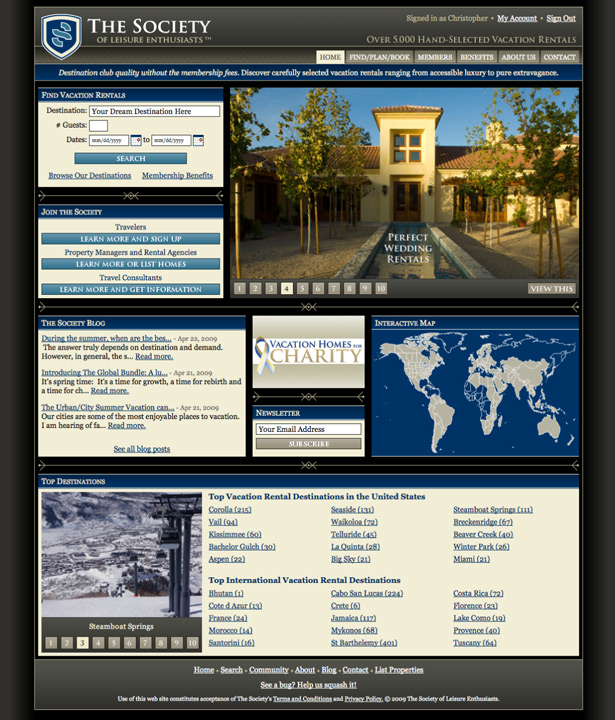 Signed in as Christopher • My Account • Sign Out
THE SOCIETY
OF LEISURE ENTHUSIASTS™
OVER 5,000 HAND-SELECTED VACATION RENTALS
HOME FIND/PLAN/BOOK MEMBERS BENEFITS ABOUT US CONTACT
Destination club quality without the membership fees. Discover carefully selected vacation rentals ranging from accessible luxury to pure extravagance.
FIND VACATION RENTALS
Destination: Your Dream Destination Here
# Guests:
Dates: mm/dd/yyyy to mm/dd/yyyy
SEARCH
Browse Our Destinations Membership Benefits
JOIN THE SOCIETY
Travelers
LEARN MORE AND SIGN UP
Property Managers and Rental Agencies
LEARN MORE OR LIST HOMES
Travel Consultants
LEARN MORE AND GET INFORMATION
PERFECT
WEDDING
RENTALS
1 2 3 4 5 6 7 8 9 10 VIEW THIS
THE SOCIETY BLOG
During the summer, when are the bes... - Apr 22, 2009
The answer truly depends on destination and demand.
However, in general, the s... Read more.
Introducing The Global Bundle: A lu... - Apr 21, 2009
It's spring time: It's a time for growth, a time for rebirth and
a time for ch... Read more.
The Urban/City Summer Vacation can... - Apr 21, 2009
Our cities are some of the most enjoyable places to vacation.
I am hearing of fa... Read more.
See all blog posts
VACATION HOMES FOR
CHARITY
NEWSLETTER
Your Email Address
SUBSCRIBE
INTERACTIVE MAP
TOP DESTINATIONS
Steamboat Springs
1 2 3 4 5 6 7 8 9 10
Top Vacation Rental Destinations in the United States
Corolla (215) Seaside (131) Steamboat Springs (111)
Vail (94) Waikoloa (72) Breckenridge (67)
Kissimmee (60) Telluride (45) Beaver Creek (40)
Bachelor Gulch (30) La Quinta (28) Winter Park (26)
Aspen (22) Big Sky (21) Miami (21)
Top International Vacation Rental Destinations
Bhutan (1) Cabo San Lucas (224) Costa Rica (72)
Cote d Azur (13) Crete (6) Florence (23)
France (24) Jamaica (117) Lake Como (19)
Morocco (14) Mykonos (68) Provence (40)
Santorini (16) St Barthelemy (401) Tuscany (64)
Home • Search • Community • About • Blog • Contact • List Properties
See a bug? Help us squash it!
Use of this web site constitutes acceptance of The Society's Terms and Conditions and Privacy Policy. © 2009 The Society of Leisure Enthusiasts.